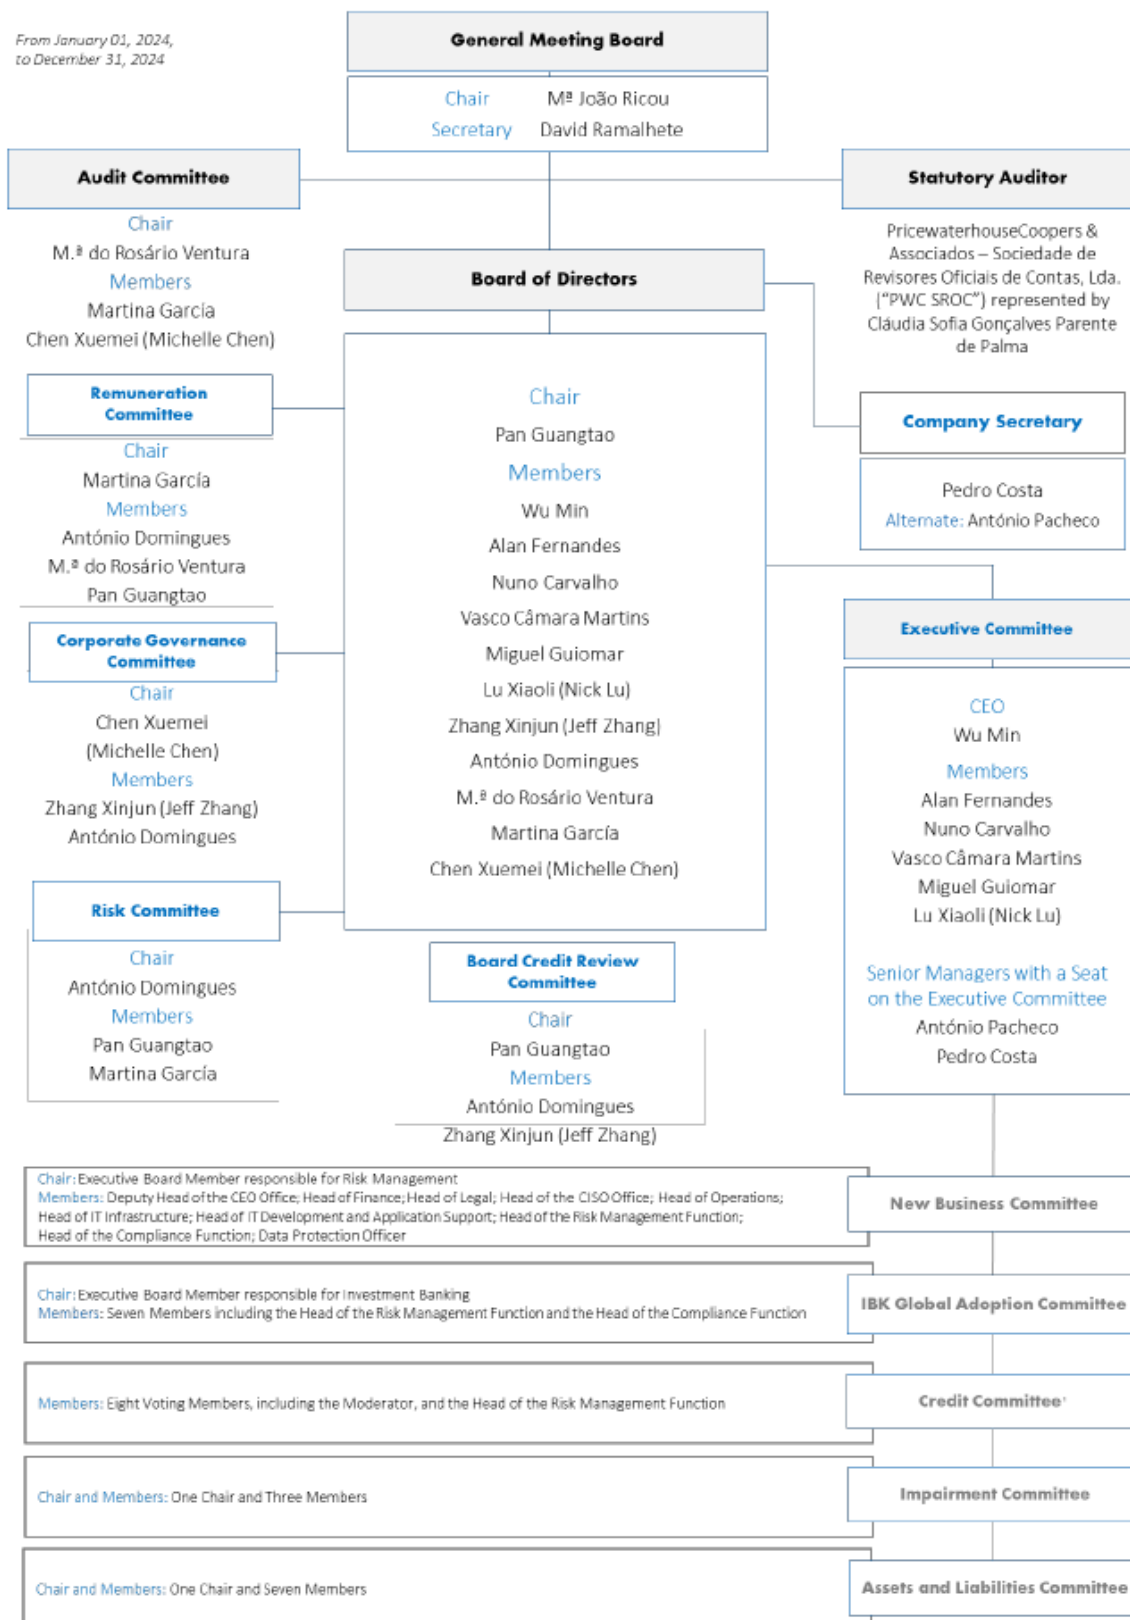 From January 01, 2024,
to December 31, 2024
General Meeting Board
Chair Mª João Ricou
Secretary David Ramalhete
Audit Committee
Chair
M.ª do Rosário Ventura
Members
Martina García
Chen Xuemei (Michelle Chen)
Statutory Auditor
PricewaterhouseCoopers &
Associados – Sociedade de
Revisores Oficiais de Contas, Lda.
("PWC SROC") represented by
Cláudia Sofia Gonçalves Parente
de Palma
Board of Directors
Chair
Pan Guangtao
Members
Wu Min
Alan Fernandes
Nuno Carvalho
Vasco Câmara Martins
Miguel Guiomar
Lu Xiaoli (Nick Lu)
Zhang Xinjun (Jeff Zhang)
António Domingues
M.ª do Rosário Ventura
Martina García
Chen Xuemei (Michelle Chen)
Remuneration
Committee
Chair
Martina García
Members
António Domingues
M.ª do Rosário Ventura
Pan Guangtao
Corporate Governance
Committee
Chair
Chen Xuemei
(Michelle Chen)
Members
Zhang Xinjun (Jeff Zhang)
António Domingues
Risk Committee
Chair
António Domingues
Members
Pan Guangtao
Martina García
Board Credit Review
Committee
Chair
Pan Guangtao
Members
António Domingues
Zhang Xinjun (Jeff Zhang)
Company Secretary
Pedro Costa
Alternate: António Pacheco
Executive Committee
CEO
Wu Min
Members
Alan Fernandes
Nuno Carvalho
Vasco Câmara Martins
Miguel Guiomar
Lu Xiaoli (Nick Lu)
Senior Managers with a Seat
on the Executive Committee
António Pacheco
Pedro Costa
Chair: Executive Board Member responsible for Risk Management
Members: Deputy Head of the CEO Office; Head of Finance; Head of Legal; Head of the CISO Office; Head of Operations;
Head of IT Infrastructure; Head of IT Development and Application Support; Head of the Risk Management Function;
Head of the Compliance Function; Data Protection Officer
New Business Committee
Chair: Executive Board Member responsible for Investment Banking
Members: Seven Members including the Head of the Risk Management Function and the Head of the Compliance Function
IBK Global Adoption Committee
Members: Eight Voting Members, including the Moderator, and the Head of the Risk Management Function
Credit Committee¹
Chair and Members: One Chair and Three Members
Impairment Committee
Chair and Members: One Chair and Seven Members
Assets and Liabilities Committee